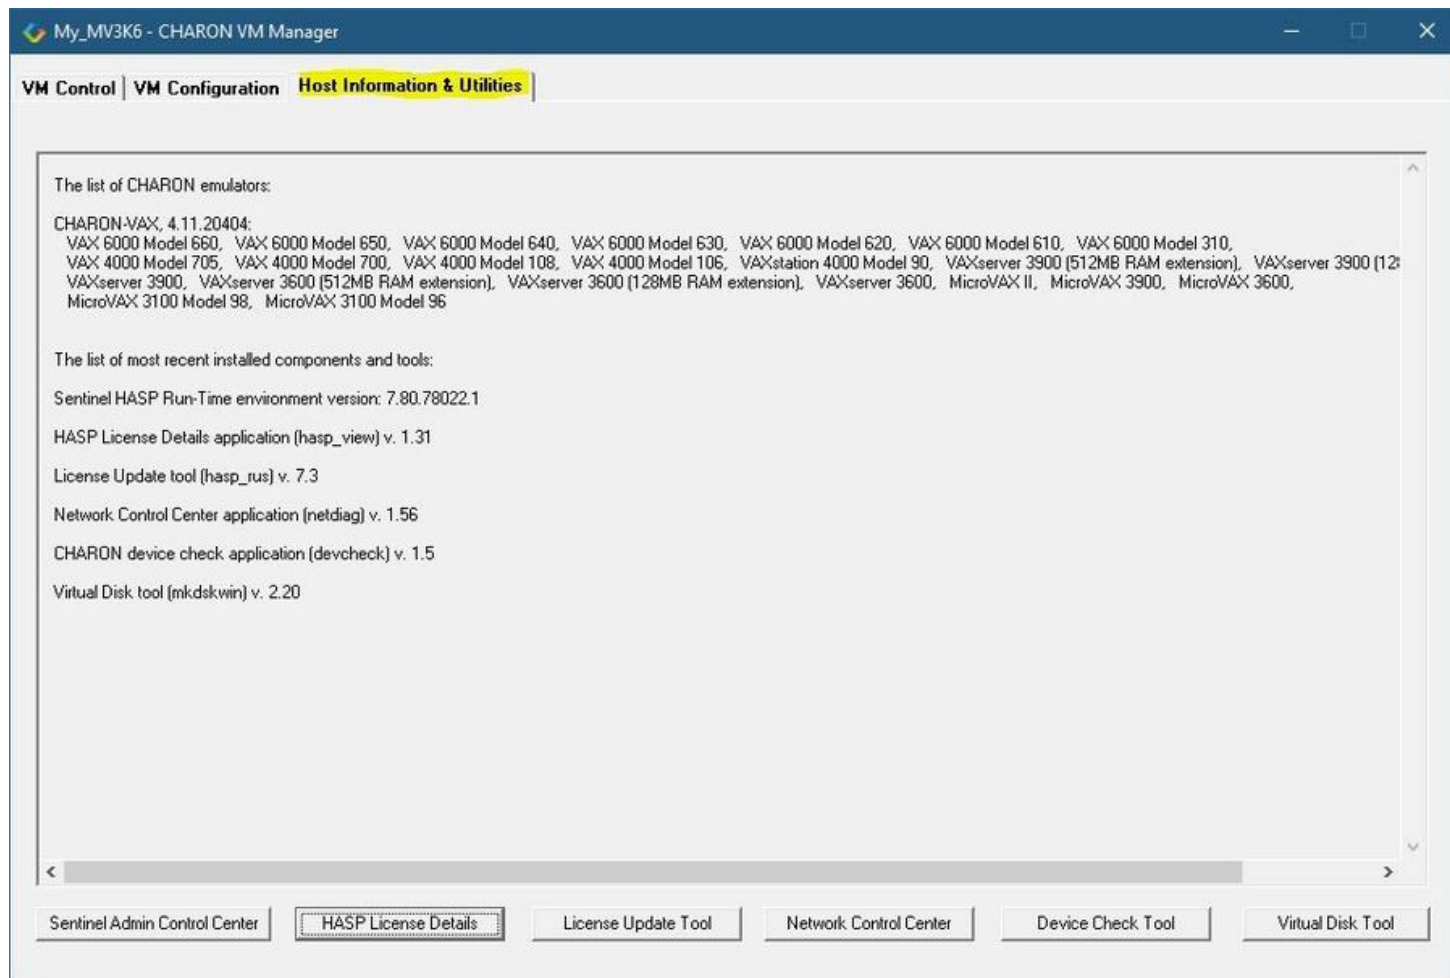 My_MV3K6 - CHARON VM Manager
VM Control | VM Configuration Host Information & Utilities
The list of CHARON emulators:
CHARON-VAX, 4.11.20404:
VAX 6000 Model 660, VAX 6000 Model 650, VAX 6000 Model 640, VAX 6000 Model 630, VAX 6000 Model 620, VAX 6000 Model 610, VAX 6000 Model 310,
VAX 4000 Model 705, VAX 4000 Model 700, VAX 4000 Model 108, VAX 4000 Model 106, VAXstation 4000 Model 90, VAXserver 3900 (512MB RAM extension), VAXserver 3900 (12
VAXserver 3900, VAXserver 3600 (512MB RAM extension), VAXserver 3600 (128MB RAM extension), VAXserver 3600, MicroVAX II, MicroVAX 3900, MicroVAX 3600,
MicroVAX 3100 Model 98, MicroVAX 3100 Model 96
The list of most recent installed components and tools:
Sentinel HASP Run-Time environment version: 7.80.78022.1
HASP License Details application (hasp_view) v. 1.31
License Update tool (hasp_rus) v. 7.3
Network Control Center application (netdiag) v. 1.56
CHARON device check application (devcheck) v. 1.5
Virtual Disk tool (mkdskwin) v. 2.20
Sentinel Admin Control Center
HASP License Details
License Update Tool
Network Control Center
Device Check Tool
Virtual Disk Tool